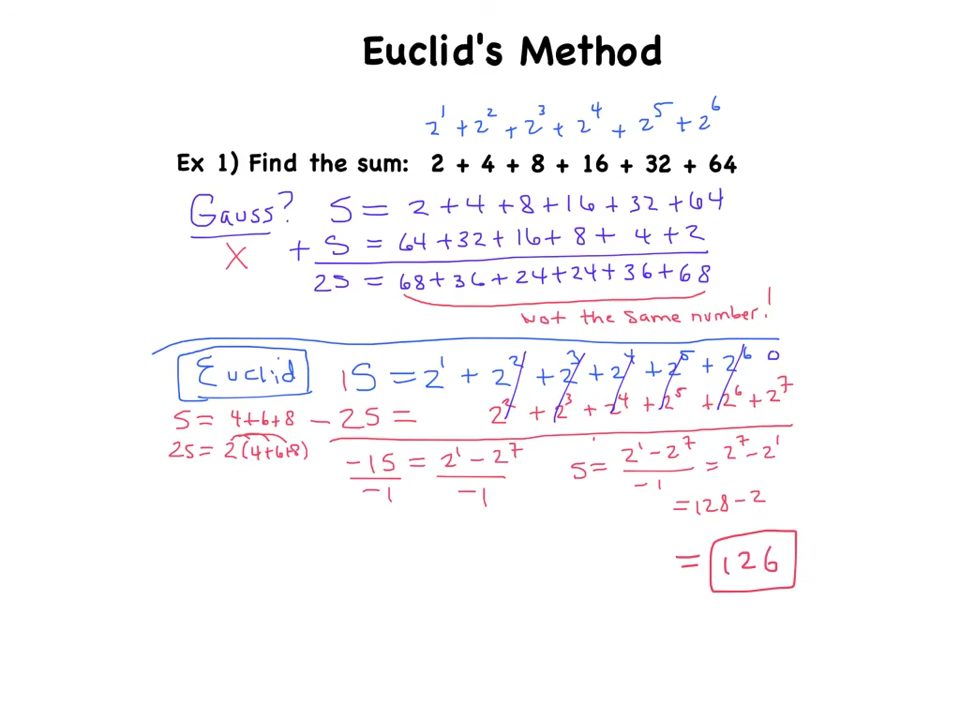 Euclid's Method
2^1 + 2^2 + 2^3 + 2^4 + 2^5 + 2^6
Ex 1) Find the sum: 2 + 4 + 8 + 16 + 32 + 64
Gauss? S = 2 + 4 + 8 + 16 + 32 + 64
X + S = 64 + 32 + 16 + 8 + 4 + 2
2S = 68 + 36 + 24 + 24 + 36 + 68
Not the same number!
Euclid 1S = 2^1 + 2^2 + 2^3 + 2^4 + 2^5 + 2^6 0
S = 4+6+8 - 2S = 2^2 + 2^3 + 2^4 + 2^5 + 2^6 + 2^7
2S = 2(4+6+8)
-1S = 2^1 - 2^7 S = 2^1 - 2^7 = 2^7 - 2^1
-1 -1 -1
= 128 - 2
= 126